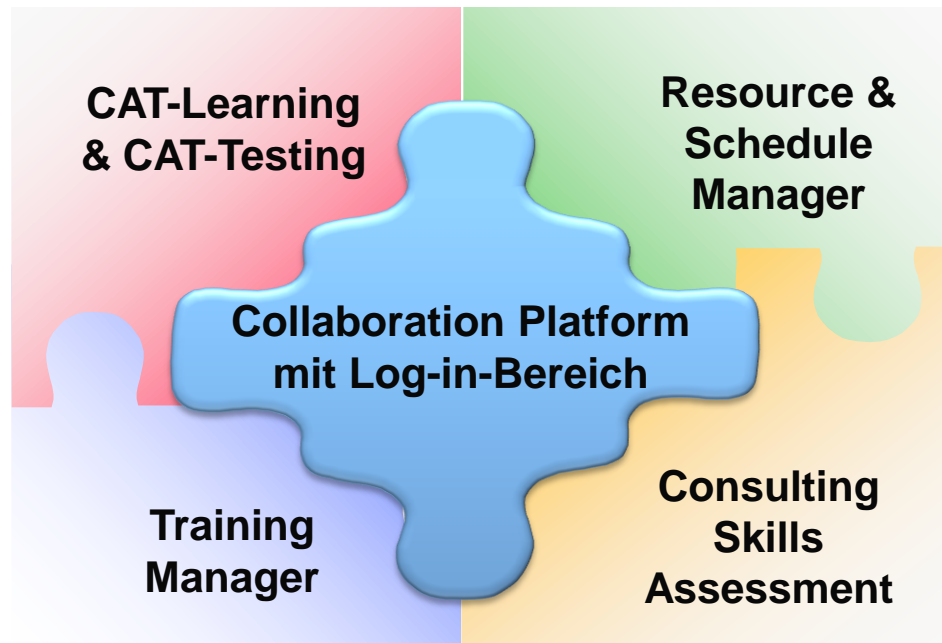 CAT-Learning
& CAT-Testing
Resource &
Schedule
Manager
Collaboration Platform
mit Log-in-Bereich
Training
Manager
Consulting
Skills
Assessment